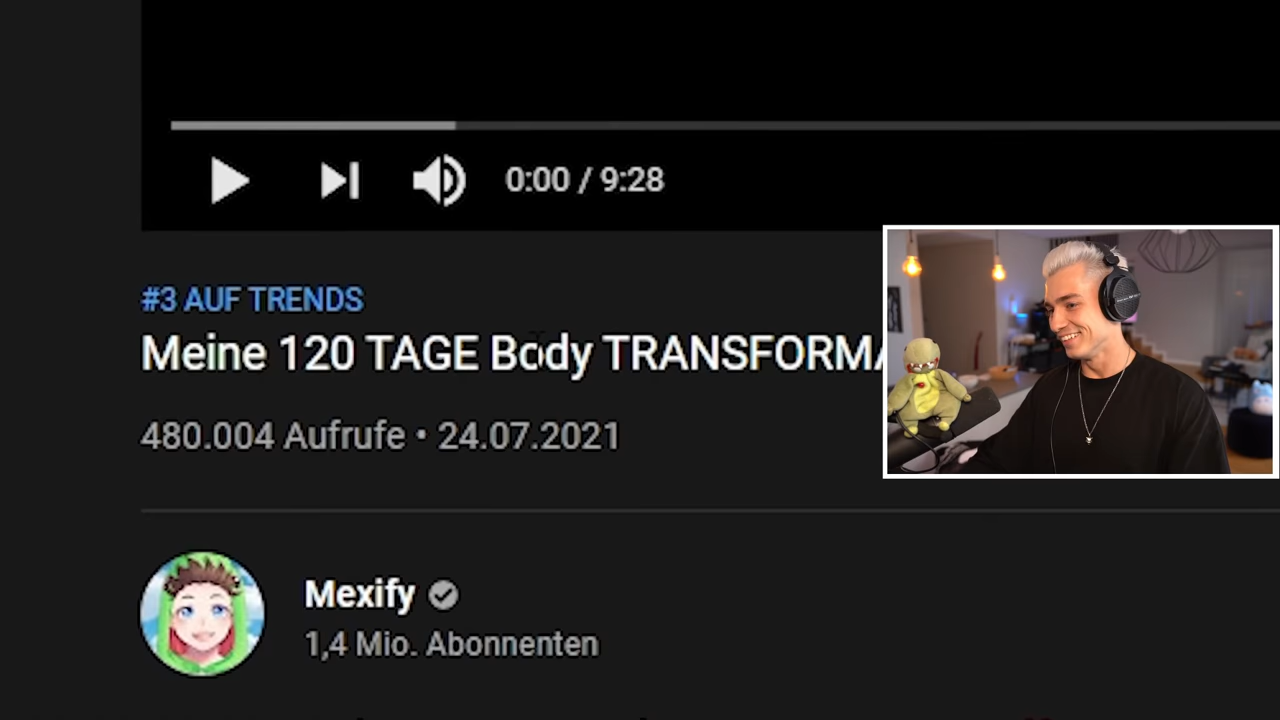 0:00 / 9:28
#3 AUF TRENDS
Meine 120 TAGE Body TRANSFORMA
480.004 Aufrufe • 24.07.2021
Mexify
1,4 Mio. Abonnenten